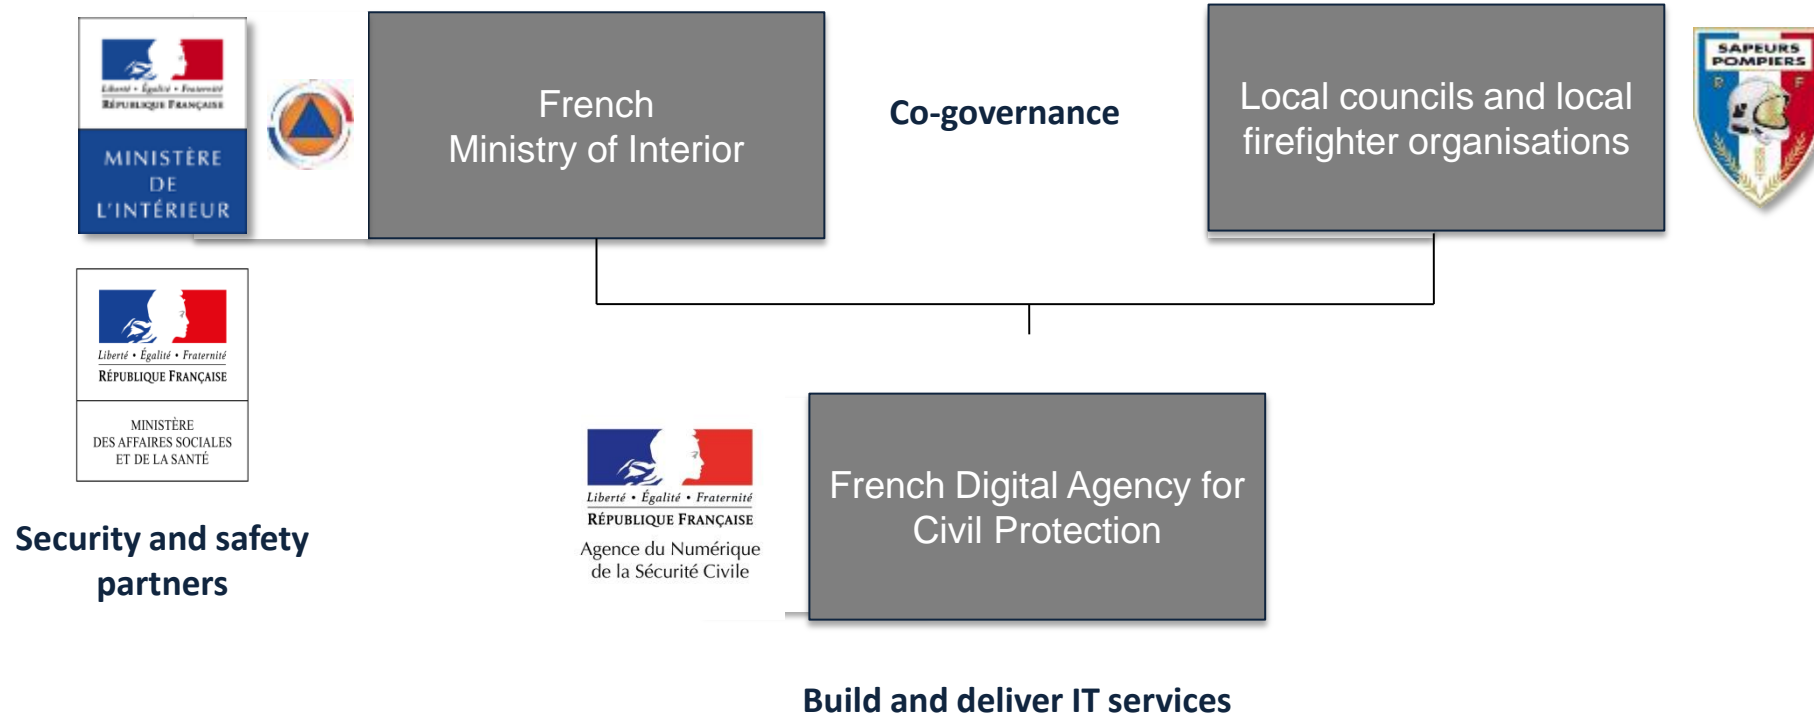 Liberté • Égalité • Fraternité
RÉPUBLIQUE FRANÇAISE
MINISTÈRE
DE
L'INTÉRIEUR
French
Ministry of Interior
Co-governance
Local councils and local
firefighter organisations
SAPEURS
POMPIERS
R F
Liberté • Égalité • Fraternité
RÉPUBLIQUE FRANÇAISE
MINISTÈRE
DES AFFAIRES SOCIALES
ET DE LA SANTÉ
Security and safety
partners
Liberté • Égalité • Fraternité
RÉPUBLIQUE FRANÇAISE
Agence du Numérique
de la Sécurité Civile
French Digital Agency for
Civil Protection
Build and deliver IT services